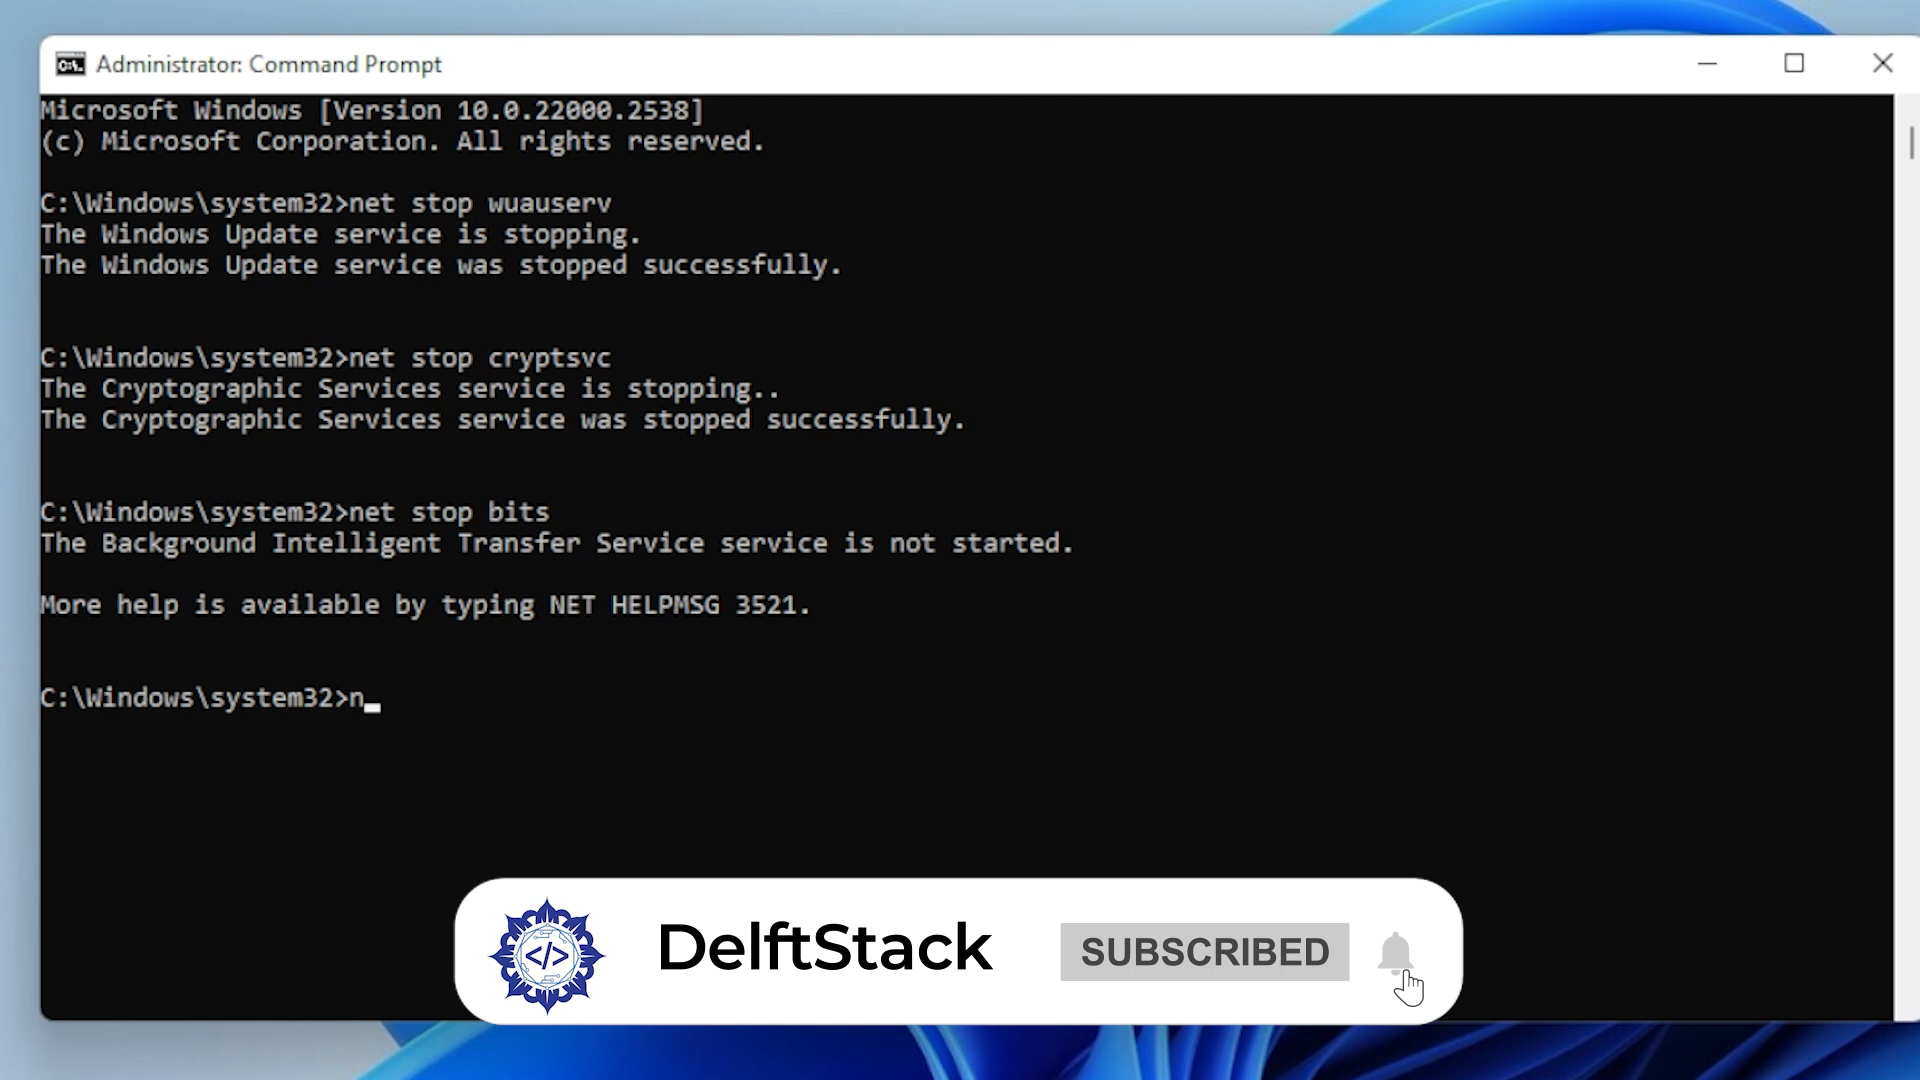 Administrator: Command Prompt
Microsoft Windows [Version 10.0.22000.2538]
(c) Microsoft Corporation. All rights reserved.
C:\Windows\system32>net stop wuauserv
The Windows Update service is stopping.
The Windows Update service was stopped successfully.
C:\Windows\system32>net stop cryptsvc
The Cryptographic Services service is stopping..
The Cryptographic Services service was stopped successfully.
C:\Windows\system32>net stop bits
The Background Intelligent Transfer Service service is not started.
More help is available by typing NET HELPMSG 3521.
C:\Windows\system32>n_
</> DelftStack SUBSCRIBED